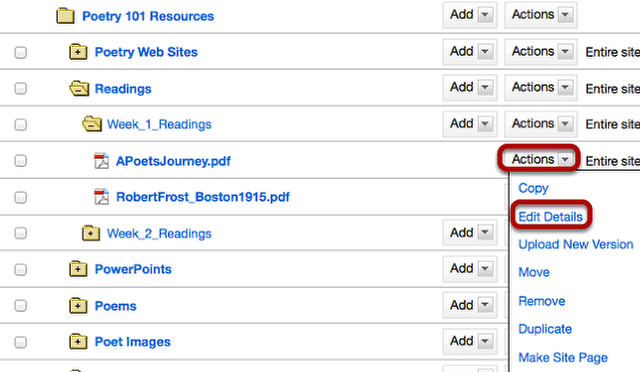 Poetry 101 Resources Add Actions
Poetry Web Sites Add Actions Entire site
Readings Add Actions Entire site
Week_1_Readings Add Actions Entire site
APoetsJourney.pdf Actions Entire site
Copy
RobertFrost_Boston1915.pdf
Edit Details
Week_2_Readings Add
Upload New Version
PowerPoints Add
Move
Poems Add
Remove
Duplicate
Poet Images Add
Make Site Page